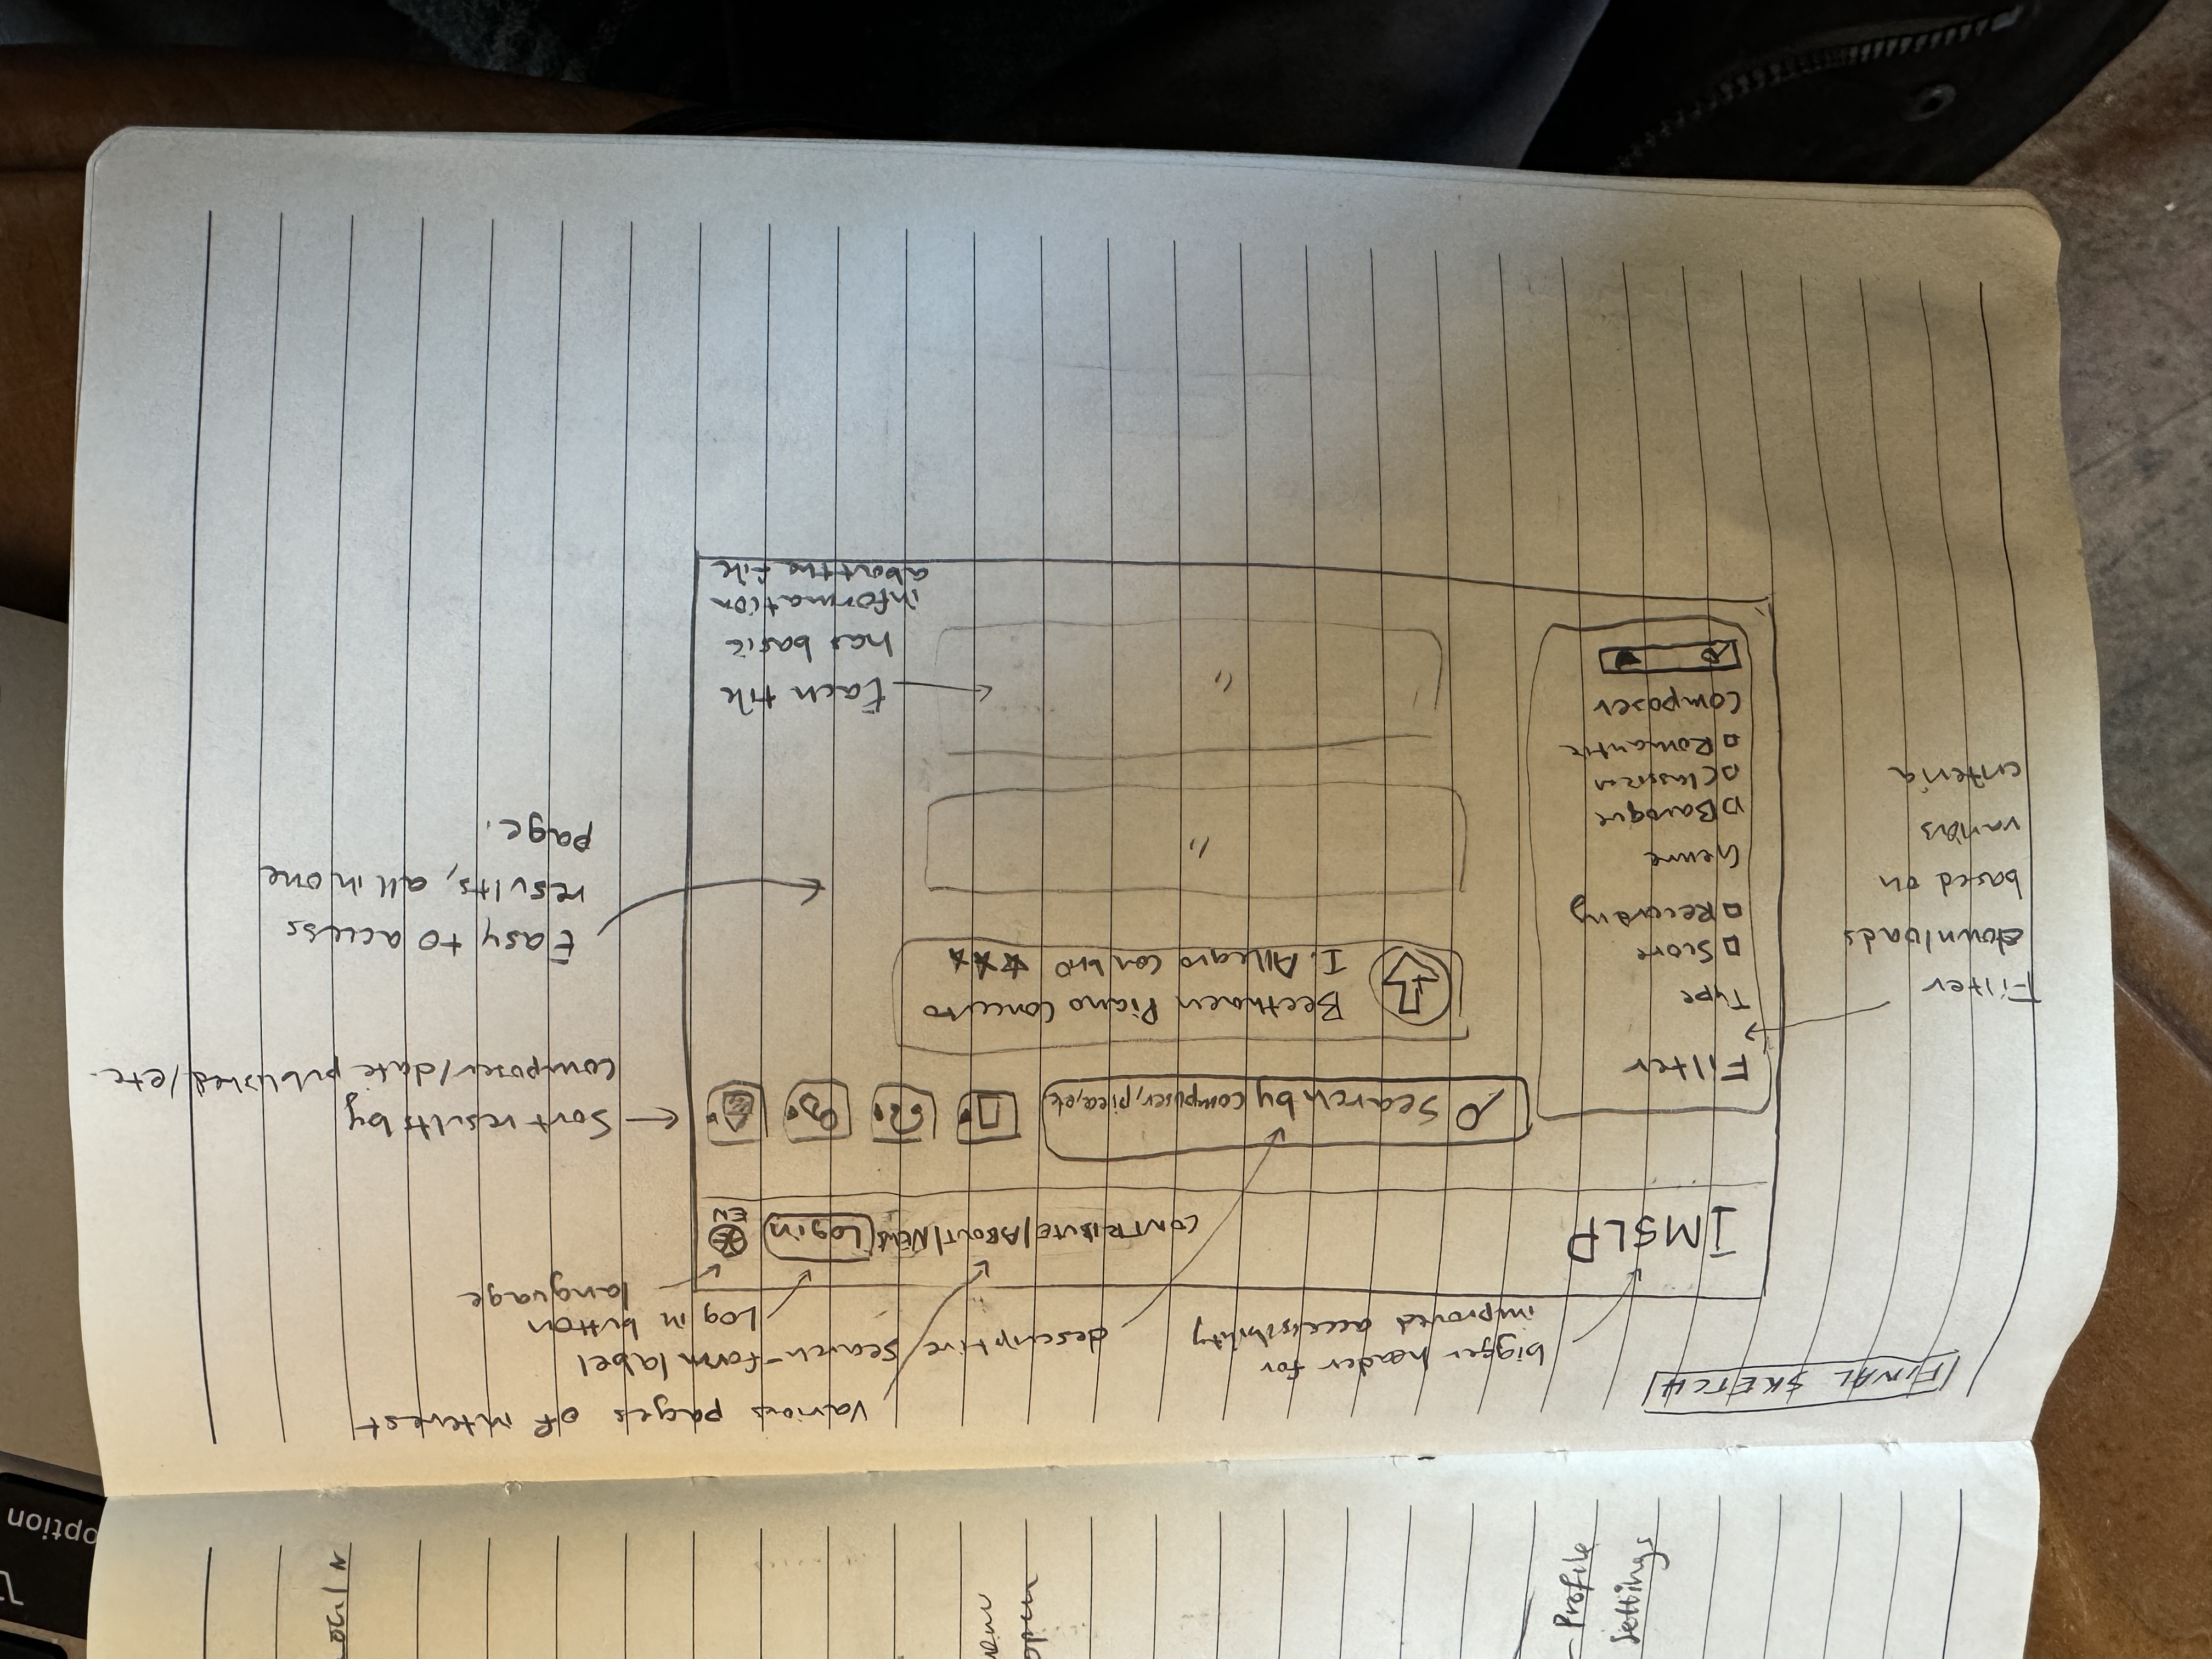 option
Profile
Settings
open
FINAL SKETCH
Various pages of interest
descriptive search-form label
Log in button
language
bigger header for
improved accessibility
IMSLP
CONTRIBUTE/ABOUT/NEWS
Login
EN
Search by composer, piece, etc
← Sort results by
composer/date published/etc.
Filter
Type
Score
Recording
Genre
Baroque
Classical
Romantic
Composer
Beethoven Piano Concerto
I. Allegro con brio ★★★
"
"
Easy to access
results, all in one
page.
Each tile
has basic
information
about the file
Filter
downloads
based on
various
criteria